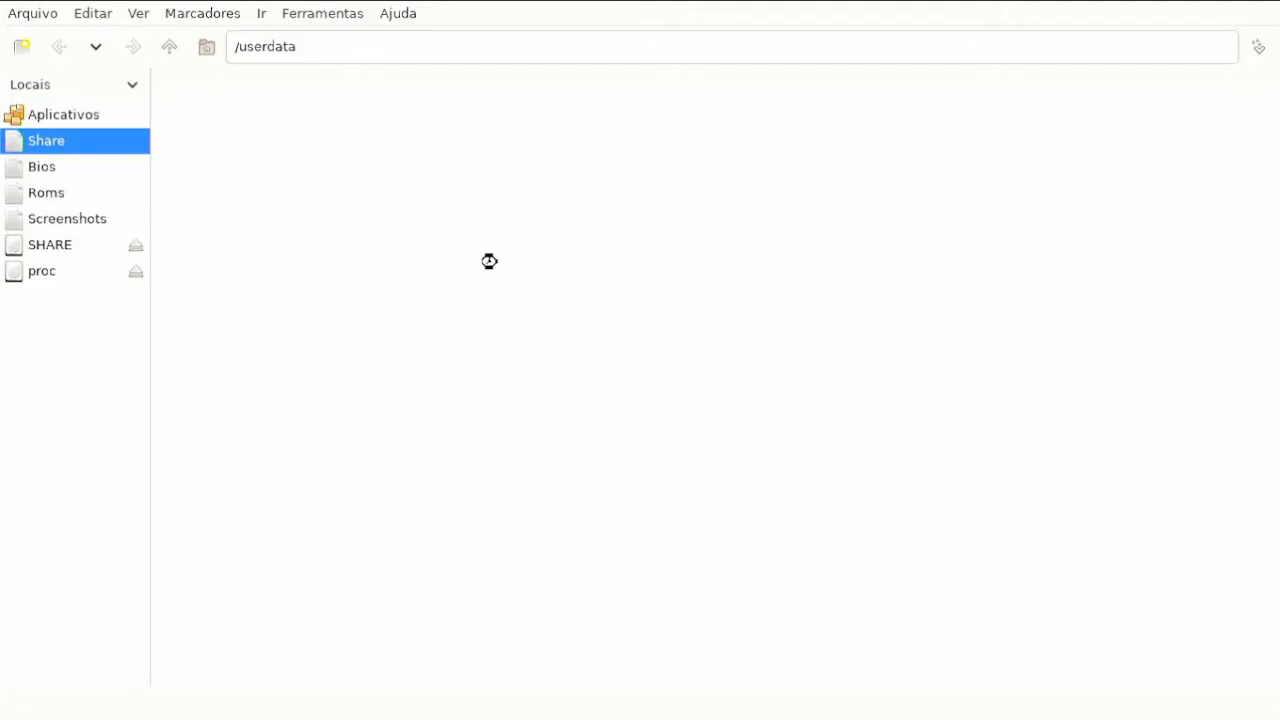 Arquivo Editar Ver Marcadores Ir Ferramentas Ajuda
/userdata
Locais
Aplicativos
Share
Bios
Roms
Screenshots
SHARE
proc